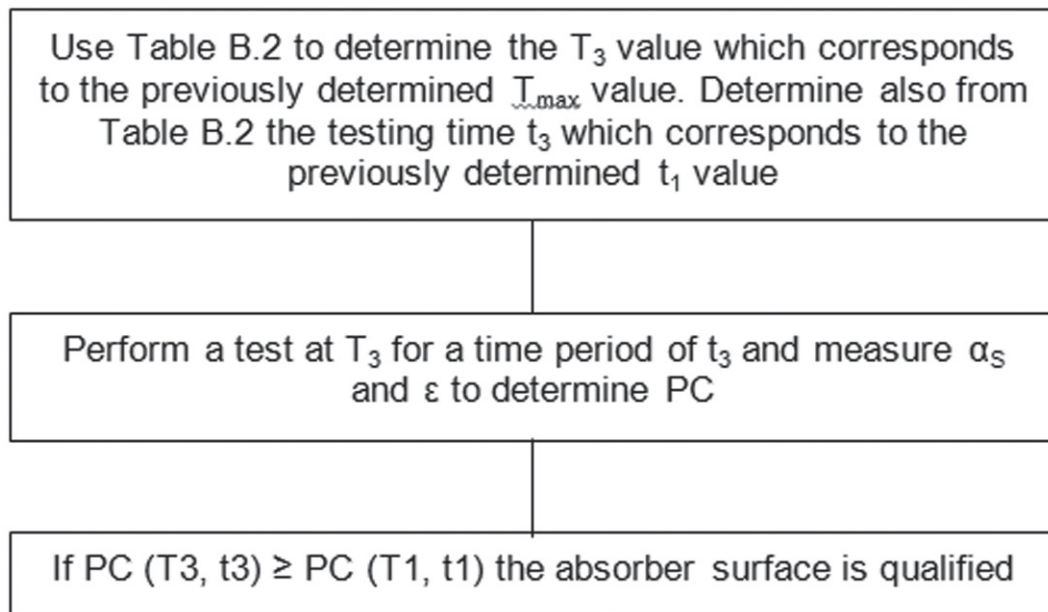 Use Table B.2 to determine the T₃ value which corresponds
to the previously determined Tmax value. Determine also from
Table B.2 the testing time t₃ which corresponds to the
previously determined t₁ value
Perform a test at T₃ for a time period of t₃ and measure αS
and ε to determine PC
If PC (T3, t3) ≥ PC (T1, t1) the absorber surface is qualified